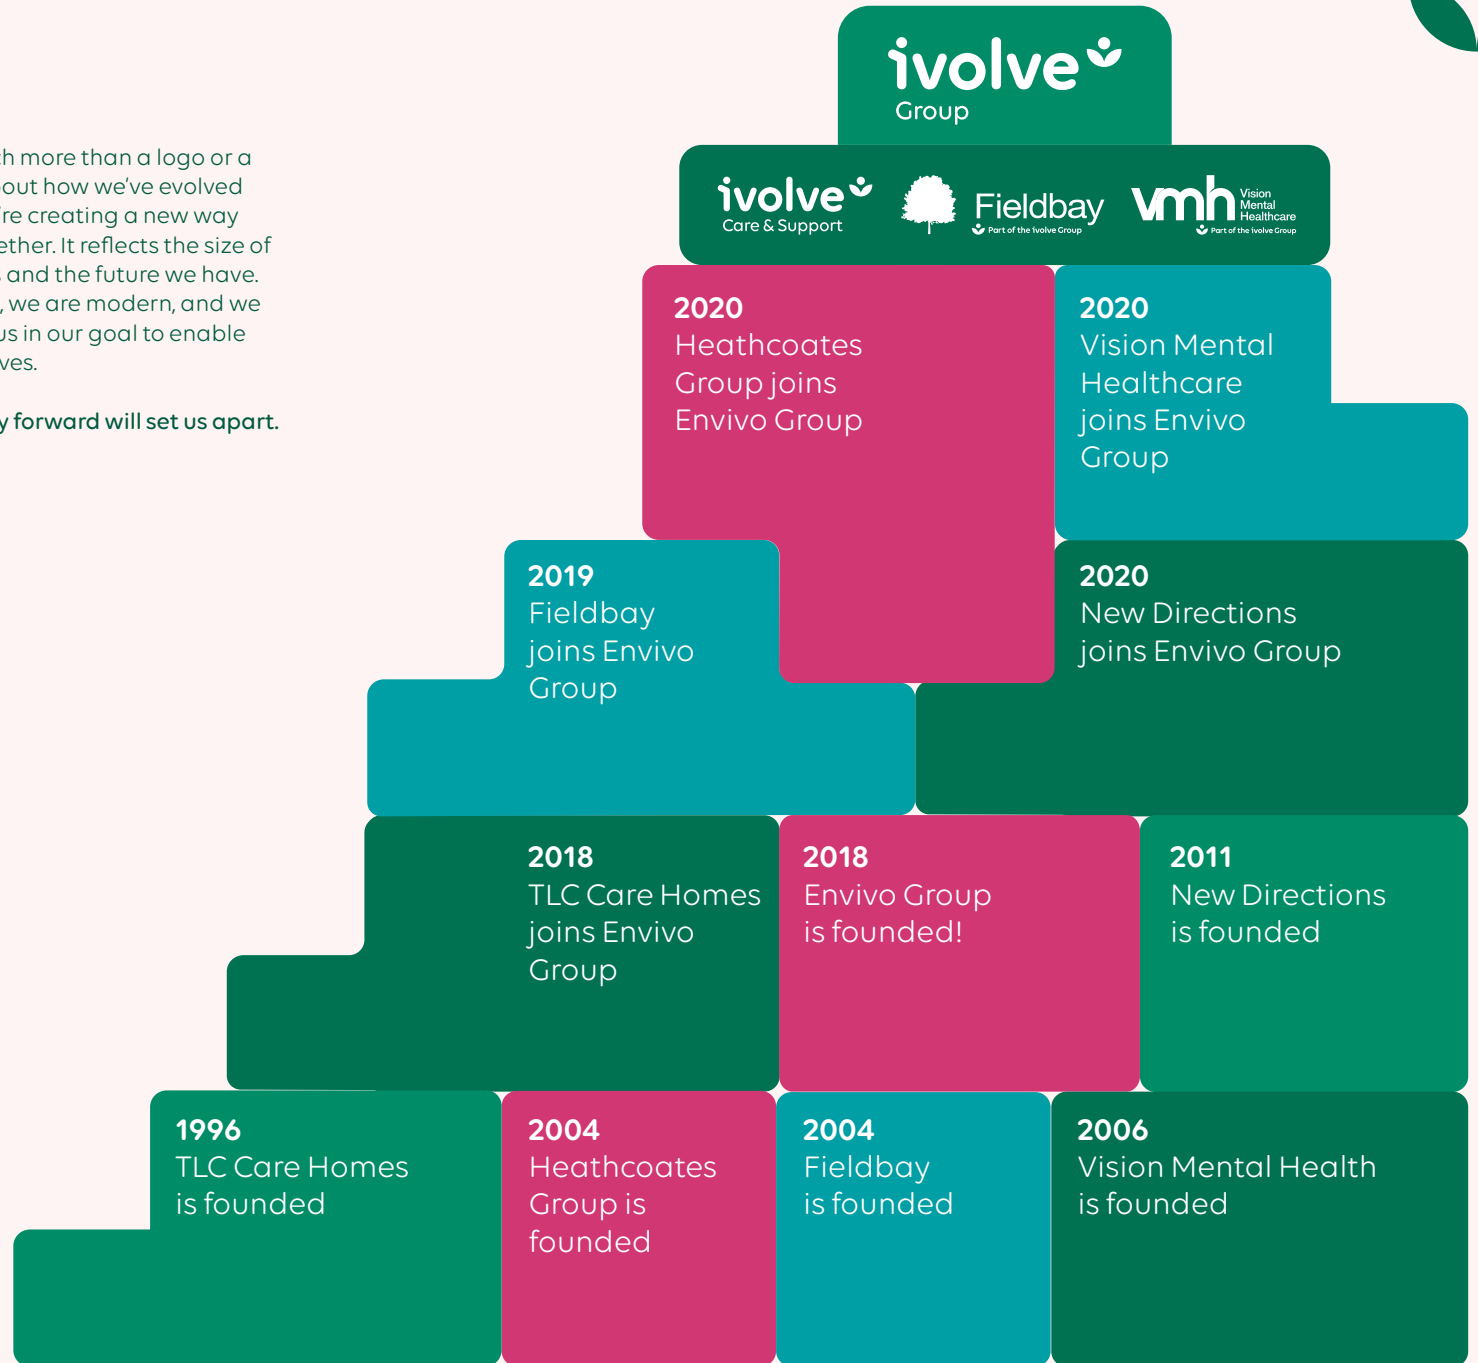 ivolve
Group
ivolve
Care & Support
Fieldbay
Part of the ivolve Group
vmh
Vision
Mental
Healthcare
Part of the ivolve Group
more than a logo or a
how we've evolved
creating a new way
It reflects the size of
and the future we have.
, we are modern, and we
us in our goal to enable
forward will set us apart.
2020
Heathcoates
Group joins
Envivo Group
2020
Vision Mental
Healthcare
joins Envivo
Group
2019
Fieldbay
joins Envivo
Group
2020
New Directions
joins Envivo Group
2018
TLC Care Homes
joins Envivo
Group
2018
Envivo Group
is founded!
2011
New Directions
is founded
1996
TLC Care Homes
is founded
2004
Heathcoates
Group is
founded
2004
Fieldbay
is founded
2006
Vision Mental Health
is founded